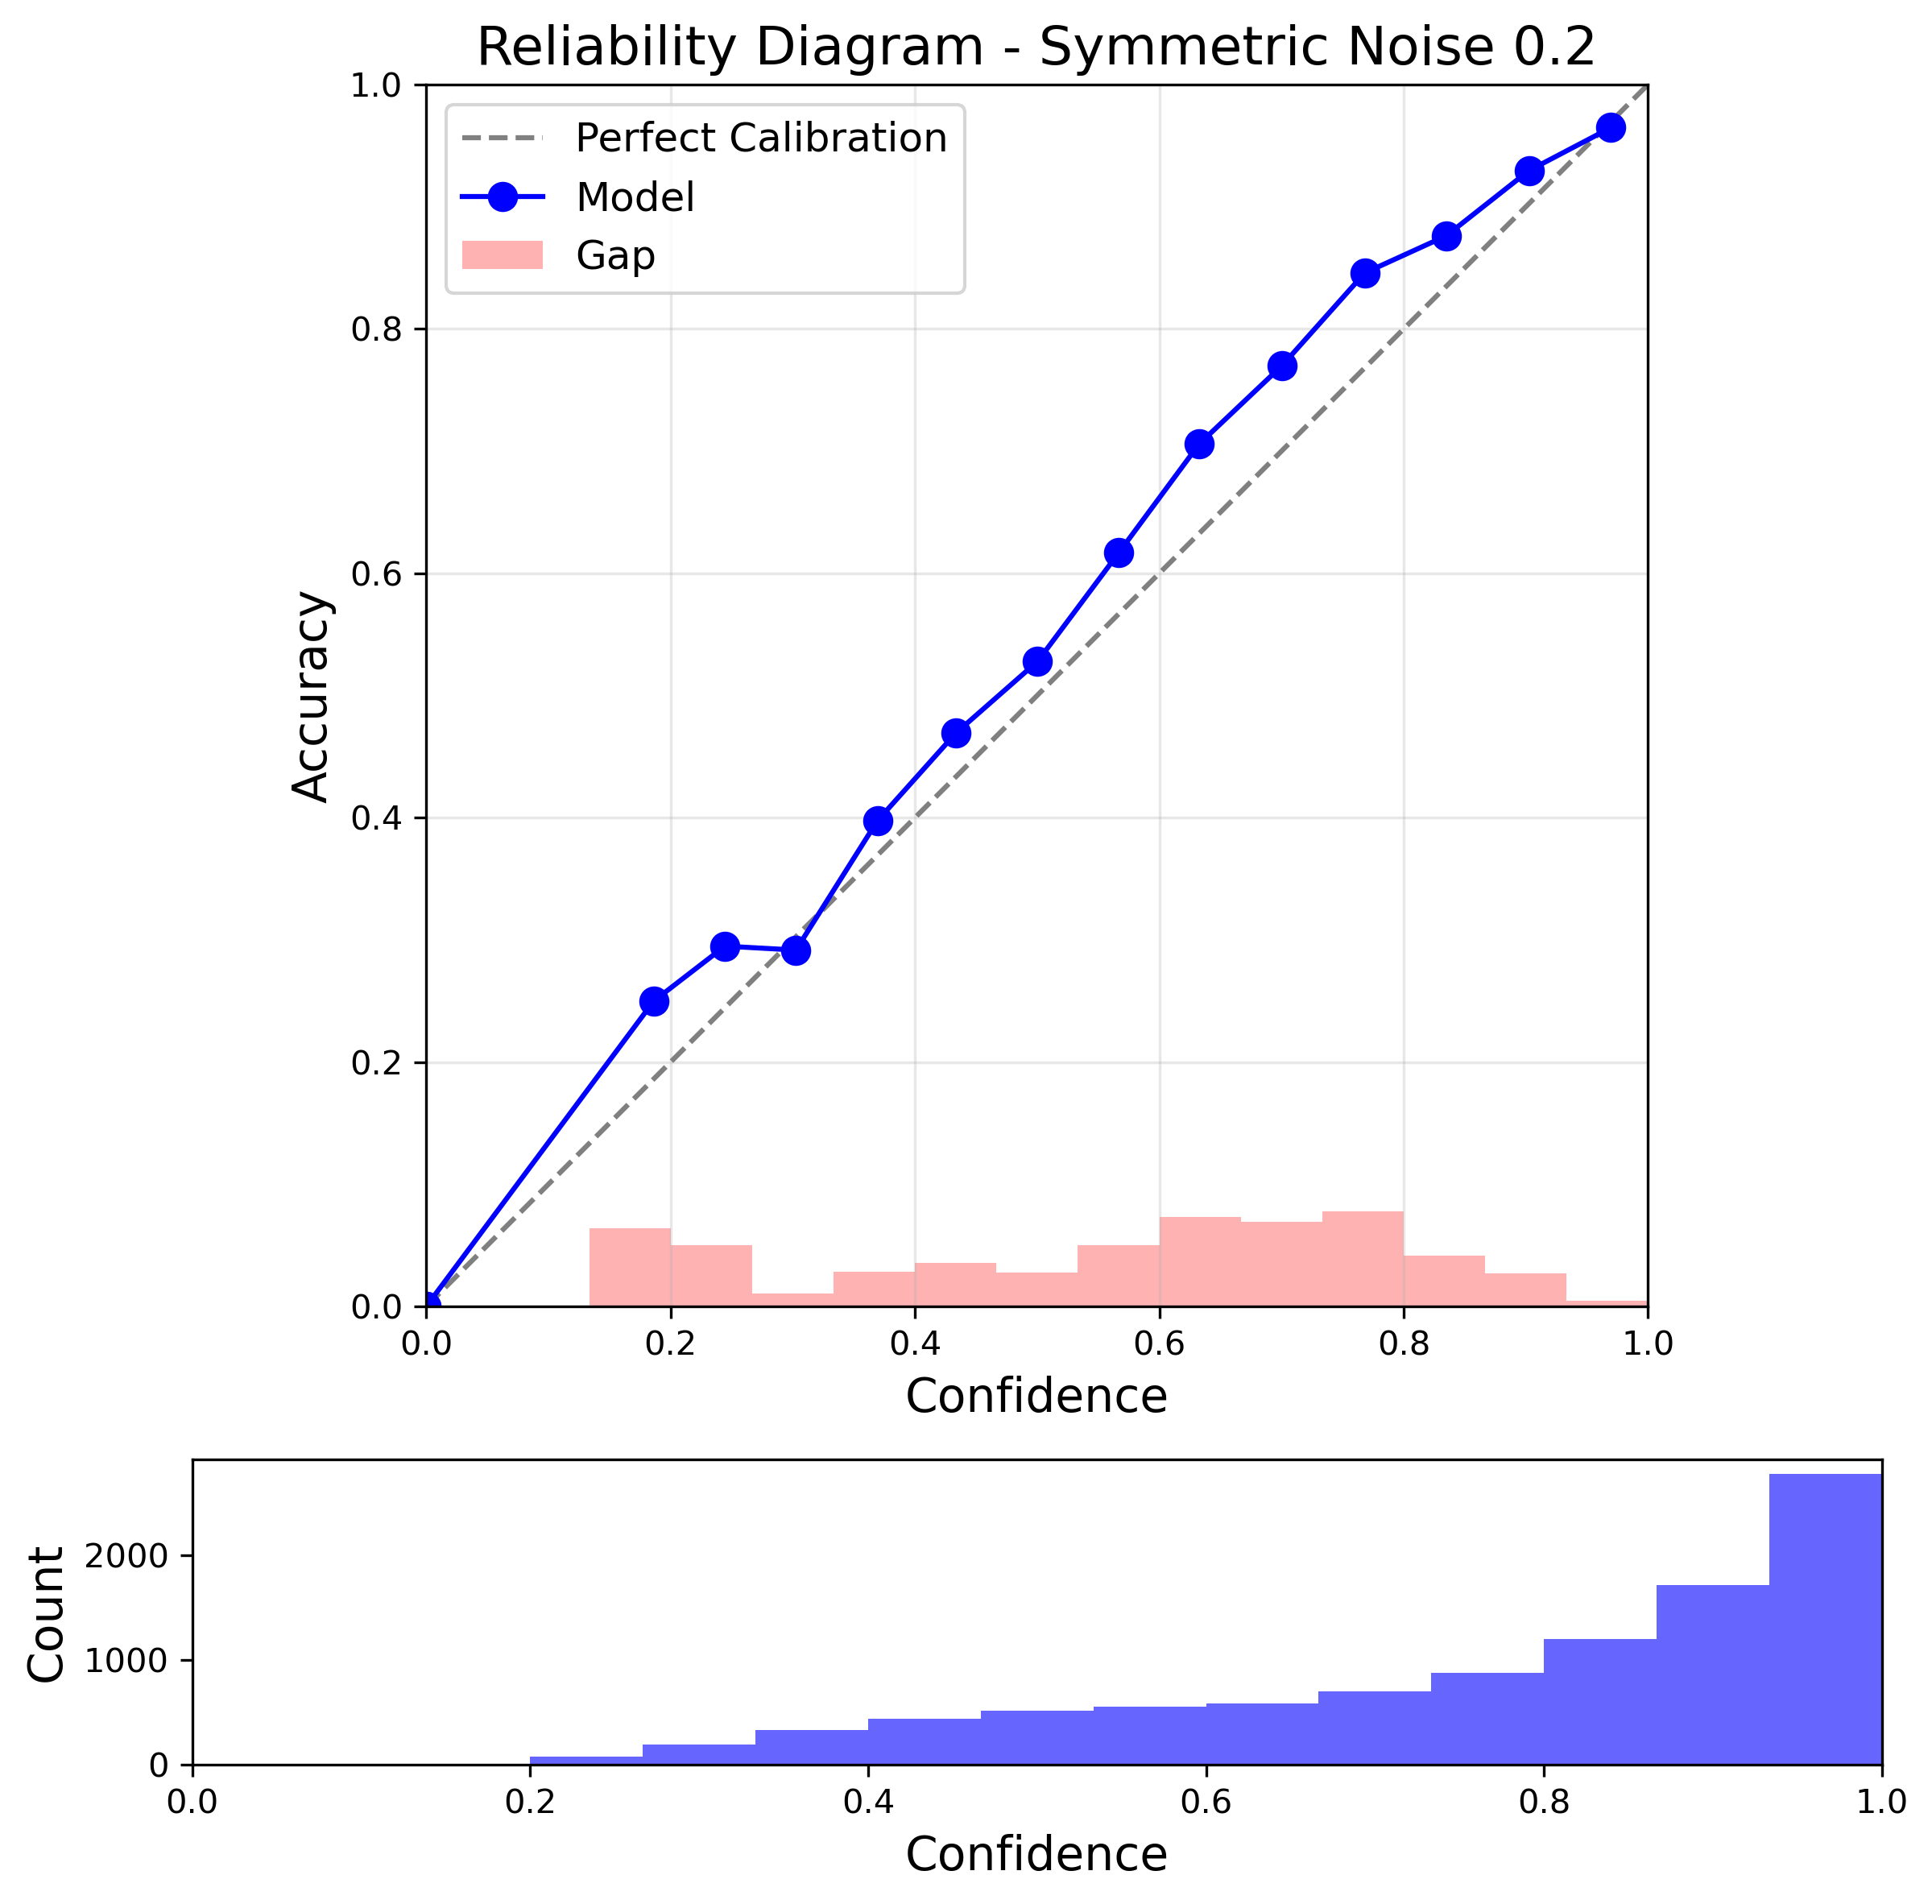 Reliability Diagram - Symmetric Noise 0.2
1.0
0.8
0.6
0.4
0.2
0.0
Accuracy
Perfect Calibration
Model
Gap
0.0 0.2 0.4 0.6 0.8 1.0
Confidence
2000
1000
0
Count
0.0 0.2 0.4 0.6 0.8 1.0
Confidence